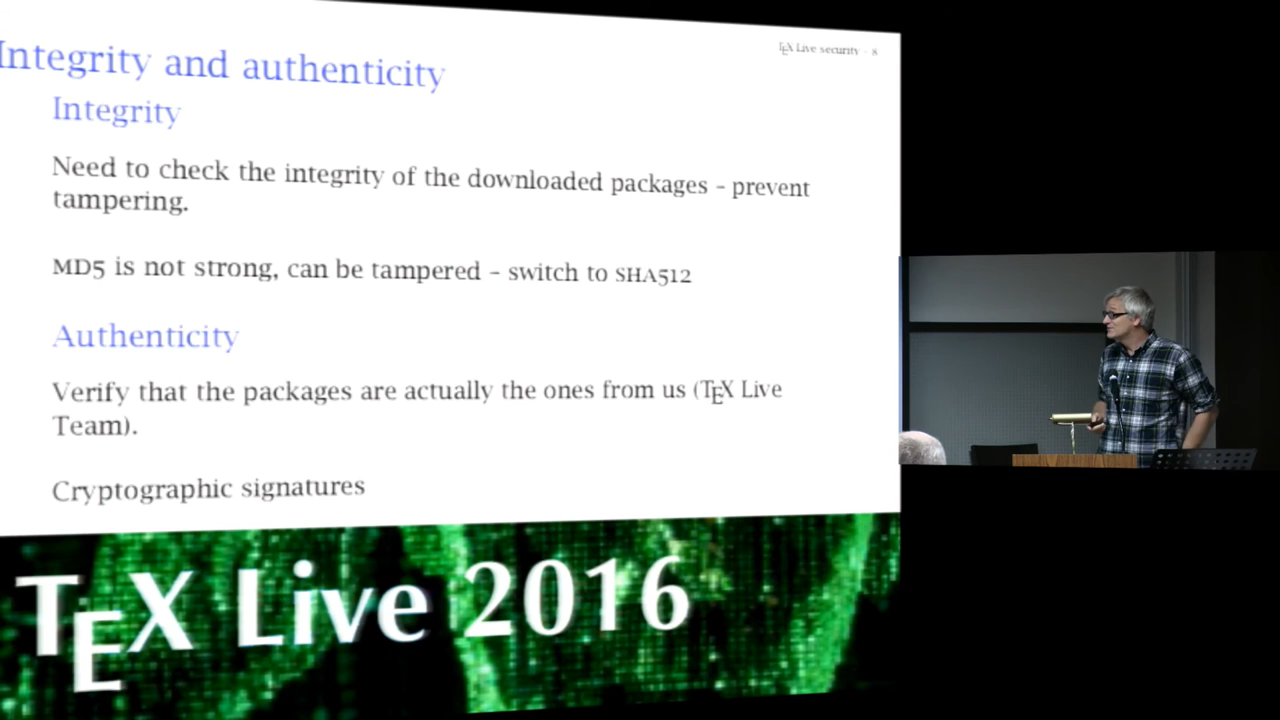 TEX Live security - 8
Integrity and authenticity
Integrity
Need to check the integrity of the downloaded packages – prevent
tampering.
MD5 is not strong, can be tampered – switch to SHA512
Authenticity
Verify that the packages are actually the ones from us (TEX Live
Team).
Cryptographic signatures
TEX Live 2016